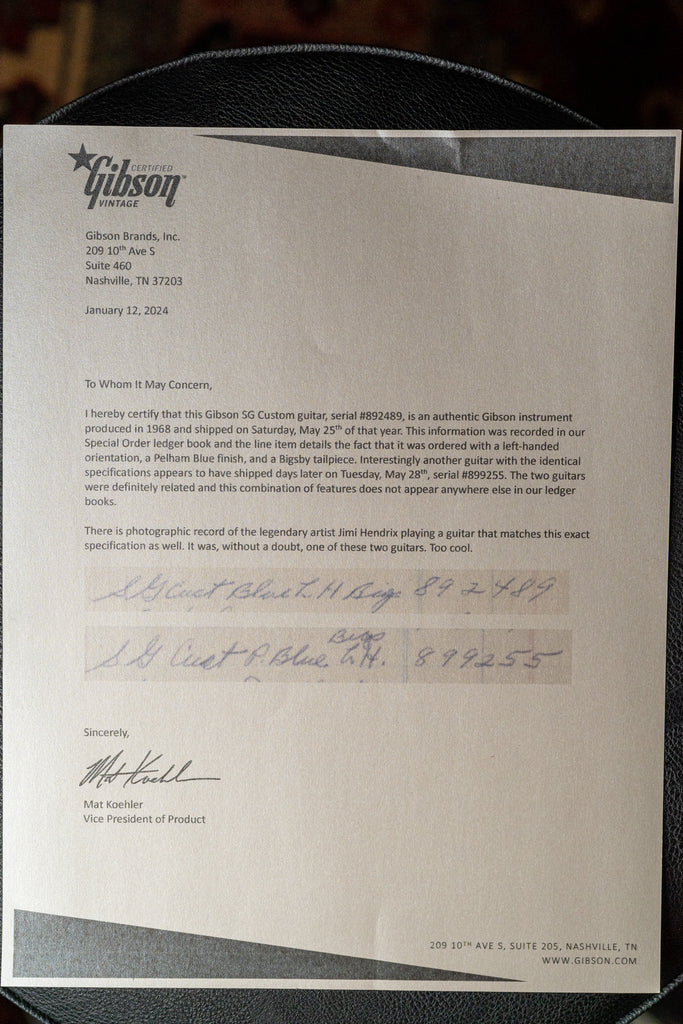 CERTIFIED
Gibson™
VINTAGE
Gibson Brands, Inc.
209 10th Ave S
Suite 460
Nashville, TN 37203
January 12, 2024
To Whom It May Concern,
I hereby certify that this Gibson SG Custom guitar, serial #892489, is an authentic Gibson instrument
produced in 1968 and shipped on Saturday, May 25th of that year. This information was recorded in our
Special Order ledger book and the line item details the fact that it was ordered with a left-handed
orientation, a Pelham Blue finish, and a Bigsby tailpiece. Interestingly another guitar with the identical
specifications appears to have shipped days later on Tuesday, May 28th, serial #899255. The two guitars
were definitely related and this combination of features does not appear anywhere else in our ledger
books.
There is photographic record of the legendary artist Jimi Hendrix playing a guitar that matches this exact
specification as well. It was, without a doubt, one of these two guitars. Too cool.
SG Cust Blue L H Bigs 892489
Bigs
SG Cust P. Blue L.H. 899255
Sincerely,
Mat Koehler
Mat Koehler
Vice President of Product
209 10TH AVE S, SUITE 205, NASHVILLE, TN
WWW.GIBSON.COM